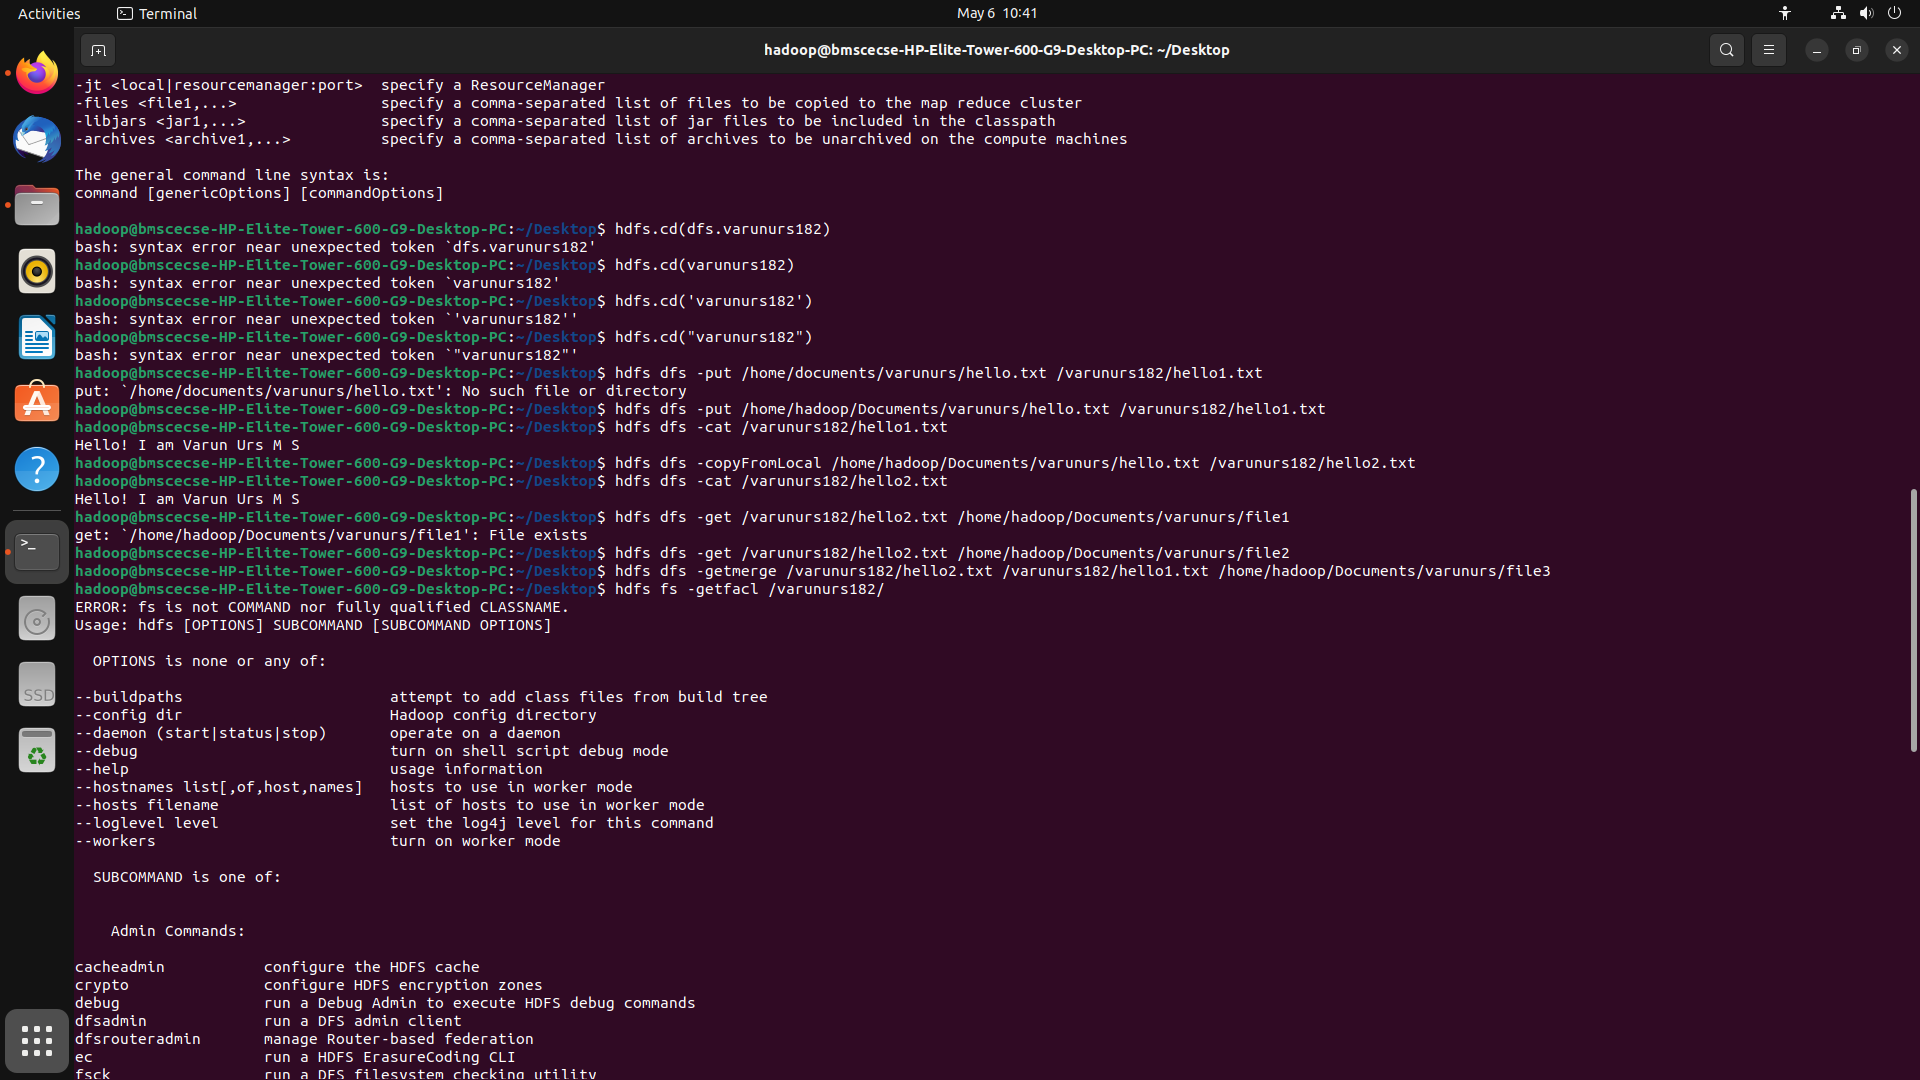 Activities
Terminal
May 6 10:41
hadoop@bmscecse-HP-Elite-Tower-600-G9-Desktop-PC: ~/Desktop
-jt <local|resourcemanager:port>  specify a ResourceManager
-files <file1,...>                specify a comma-separated list of files to be copied to the map reduce cluster
-libjars <jar1,...>               specify a comma-separated list of jar files to be included in the classpath
-archives <archive1,...>          specify a comma-separated list of archives to be unarchived on the compute machines
The general command line syntax is:
command [genericOptions] [commandOptions]
hadoop@bmscecse-HP-Elite-Tower-600-G9-Desktop-PC:~/Desktop$ hdfs.cd(dfs.varunurs182)
bash: syntax error near unexpected token `dfs.varunurs182'
hadoop@bmscecse-HP-Elite-Tower-600-G9-Desktop-PC:~/Desktop$ hdfs.cd(varunurs182)
bash: syntax error near unexpected token `varunurs182'
hadoop@bmscecse-HP-Elite-Tower-600-G9-Desktop-PC:~/Desktop$ hdfs.cd('varunurs182')
bash: syntax error near unexpected token `'varunurs182''
hadoop@bmscecse-HP-Elite-Tower-600-G9-Desktop-PC:~/Desktop$ hdfs.cd("varunurs182")
bash: syntax error near unexpected token `"varunurs182"'
hadoop@bmscecse-HP-Elite-Tower-600-G9-Desktop-PC:~/Desktop$ hdfs dfs -put /home/documents/varunurs/hello.txt /varunurs182/hello1.txt
put: `/home/documents/varunurs/hello.txt': No such file or directory
hadoop@bmscecse-HP-Elite-Tower-600-G9-Desktop-PC:~/Desktop$ hdfs dfs -put /home/hadoop/Documents/varunurs/hello.txt /varunurs182/hello1.txt
hadoop@bmscecse-HP-Elite-Tower-600-G9-Desktop-PC:~/Desktop$ hdfs dfs -cat /varunurs182/hello1.txt
Hello! I am Varun Urs M S
hadoop@bmscecse-HP-Elite-Tower-600-G9-Desktop-PC:~/Desktop$ hdfs dfs -copyFromLocal /home/hadoop/Documents/varunurs/hello.txt /varunurs182/hello2.txt
hadoop@bmscecse-HP-Elite-Tower-600-G9-Desktop-PC:~/Desktop$ hdfs dfs -cat /varunurs182/hello2.txt
Hello! I am Varun Urs M S
hadoop@bmscecse-HP-Elite-Tower-600-G9-Desktop-PC:~/Desktop$ hdfs dfs -get /varunurs182/hello2.txt /home/hadoop/Documents/varunurs/file1
get: `/home/hadoop/Documents/varunurs/file1': File exists
hadoop@bmscecse-HP-Elite-Tower-600-G9-Desktop-PC:~/Desktop$ hdfs dfs -get /varunurs182/hello2.txt /home/hadoop/Documents/varunurs/file2
hadoop@bmscecse-HP-Elite-Tower-600-G9-Desktop-PC:~/Desktop$ hdfs dfs -getmerge /varunurs182/hello2.txt /varunurs182/hello1.txt /home/hadoop/Documents/varunurs/file3
hadoop@bmscecse-HP-Elite-Tower-600-G9-Desktop-PC:~/Desktop$ hdfs fs -getfacl /varunurs182/
ERROR: fs is not COMMAND nor fully qualified CLASSNAME.
Usage: hdfs [OPTIONS] SUBCOMMAND [SUBCOMMAND OPTIONS]
OPTIONS is none or any of:
--buildpaths                       attempt to add class files from build tree
--config dir                       Hadoop config directory
--daemon (start|status|stop)       operate on a daemon
--debug                            turn on shell script debug mode
--help                             usage information
--hostnames list[,of,host,names]   hosts to use in worker mode
--hosts filename                   list of hosts to use in worker mode
--loglevel level                   set the log4j level for this command
--workers                          turn on worker mode
SUBCOMMAND is one of:
Admin Commands:
cacheadmin           configure the HDFS cache
crypto               configure HDFS encryption zones
debug                run a Debug Admin to execute HDFS debug commands
dfsadmin             run a DFS admin client
dfsrouteradmin       manage Router-based federation
ec                   run a HDFS ErasureCoding CLI
fsck                 run a DFS filesystem checking utility
SSD